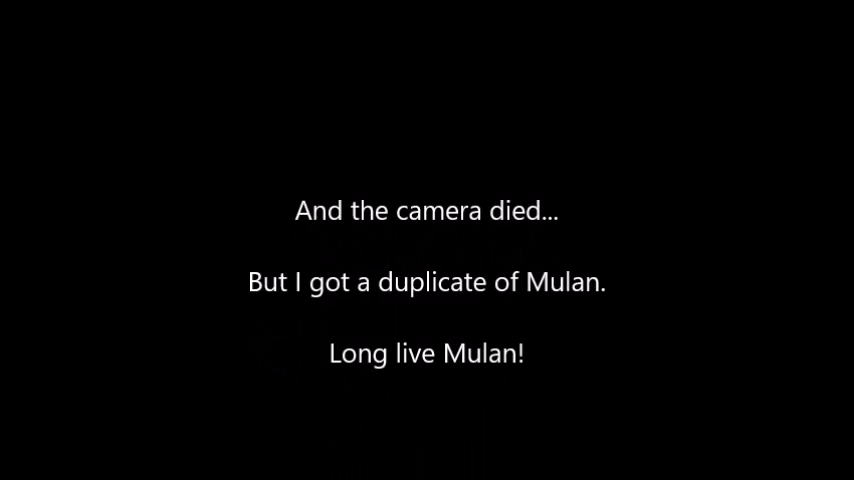 And the camera died...
But I got a duplicate of Mulan.
Long live Mulan!